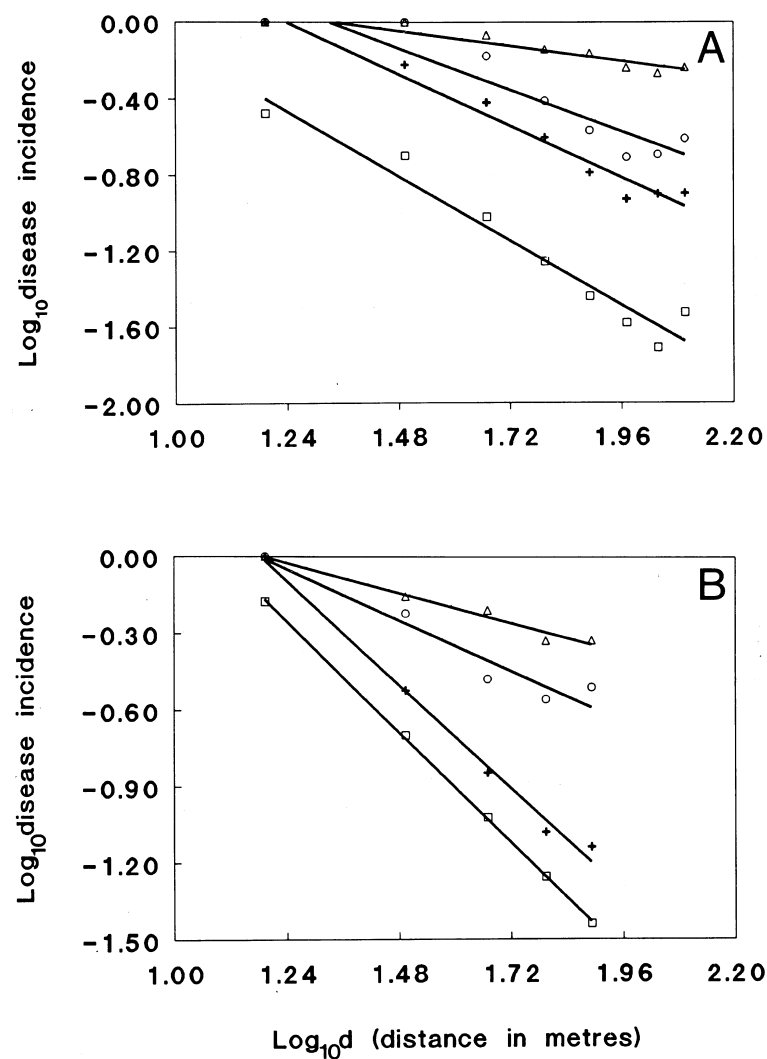 A
Log10disease incidence
0.00
-0.40
-0.80
-1.20
-1.60
-2.00
1.00 1.24 1.48 1.72 1.96 2.20
B
Log10disease incidence
0.00
-0.30
-0.60
-0.90
-1.20
-1.50
1.00 1.24 1.48 1.72 1.96 2.20
Log10d (distance in metres)